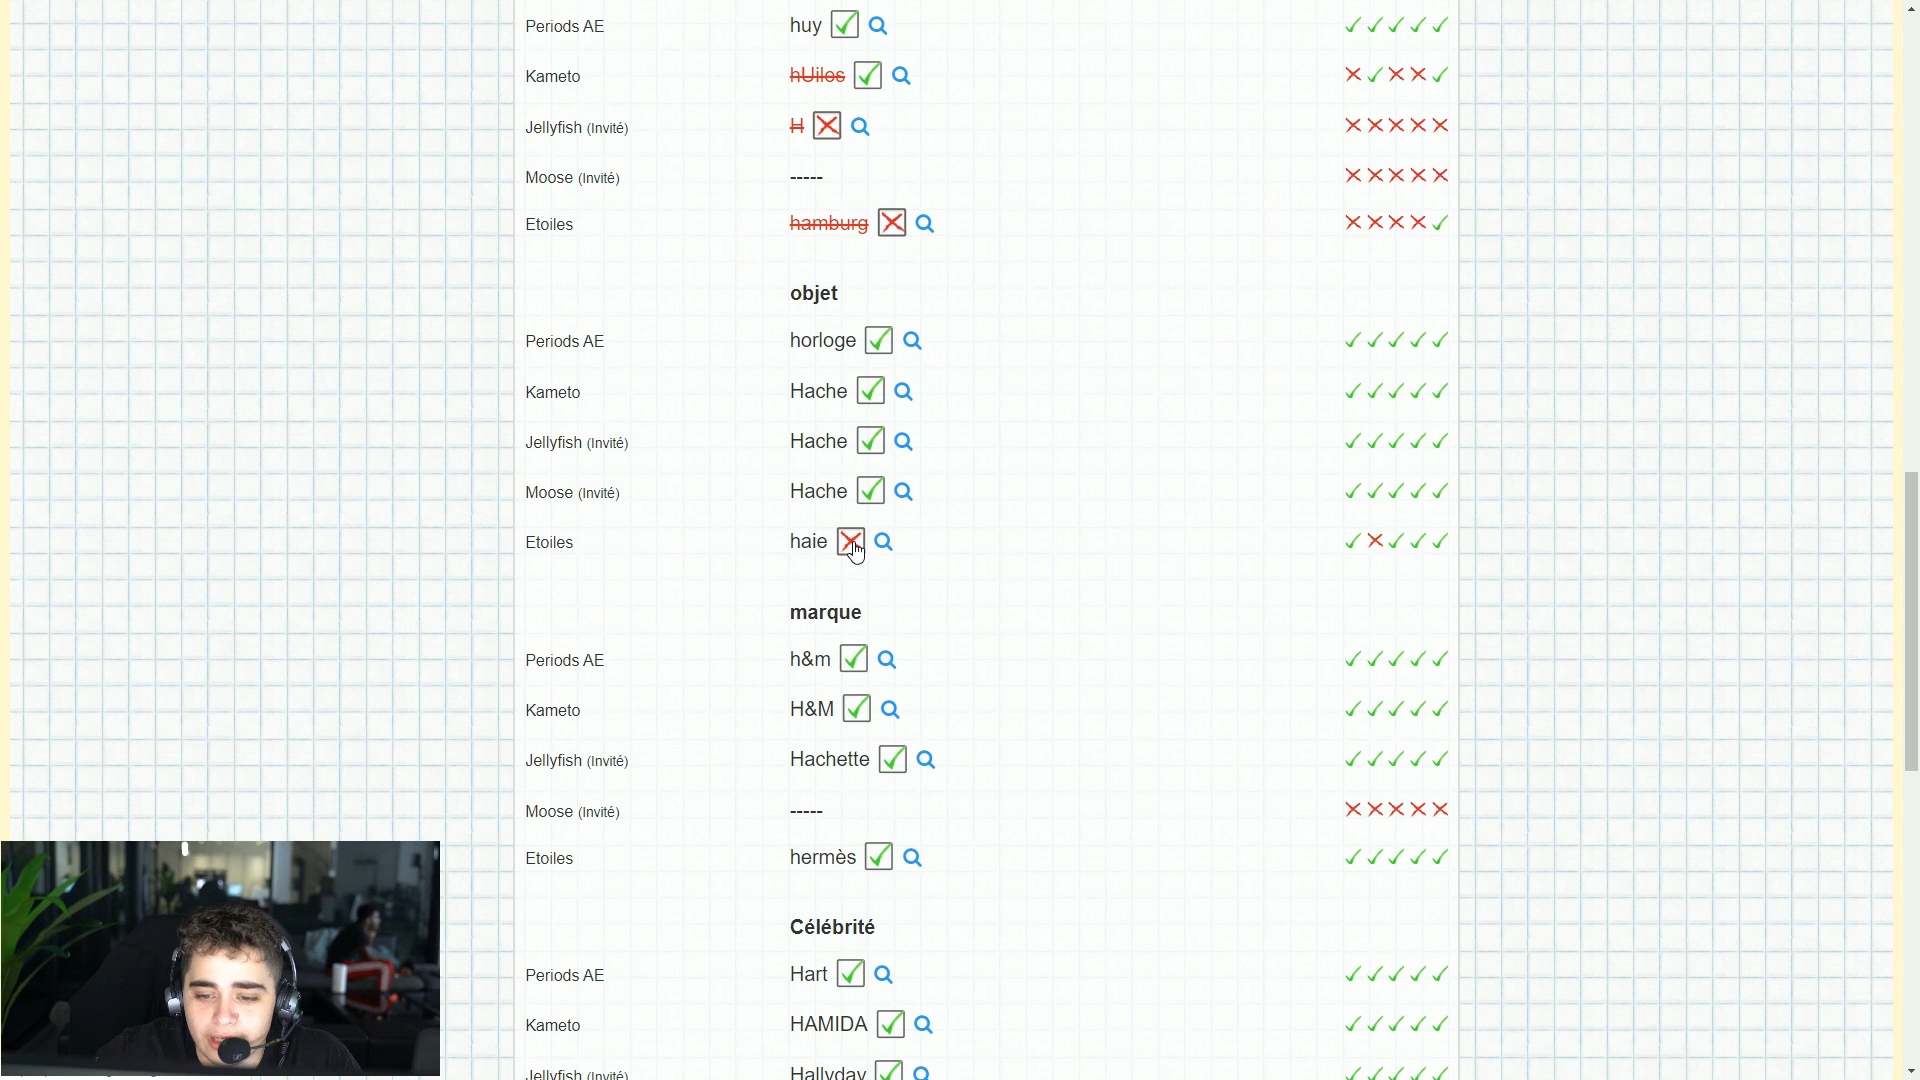 Periods AE huy
Kameto hUilos
Jellyfish (Invité) H
Moose (Invité) -----
Etoiles hamburg
objet
Periods AE horloge
Kameto Hache
Jellyfish (Invité) Hache
Moose (Invité) Hache
Etoiles haie
marque
Periods AE h&m
Kameto H&M
Jellyfish (Invité) Hachette
Moose (Invité) -----
Etoiles hermès
Célébrité
Periods AE Hart
Kameto HAMIDA
Jellyfish (Invité) Hallyday